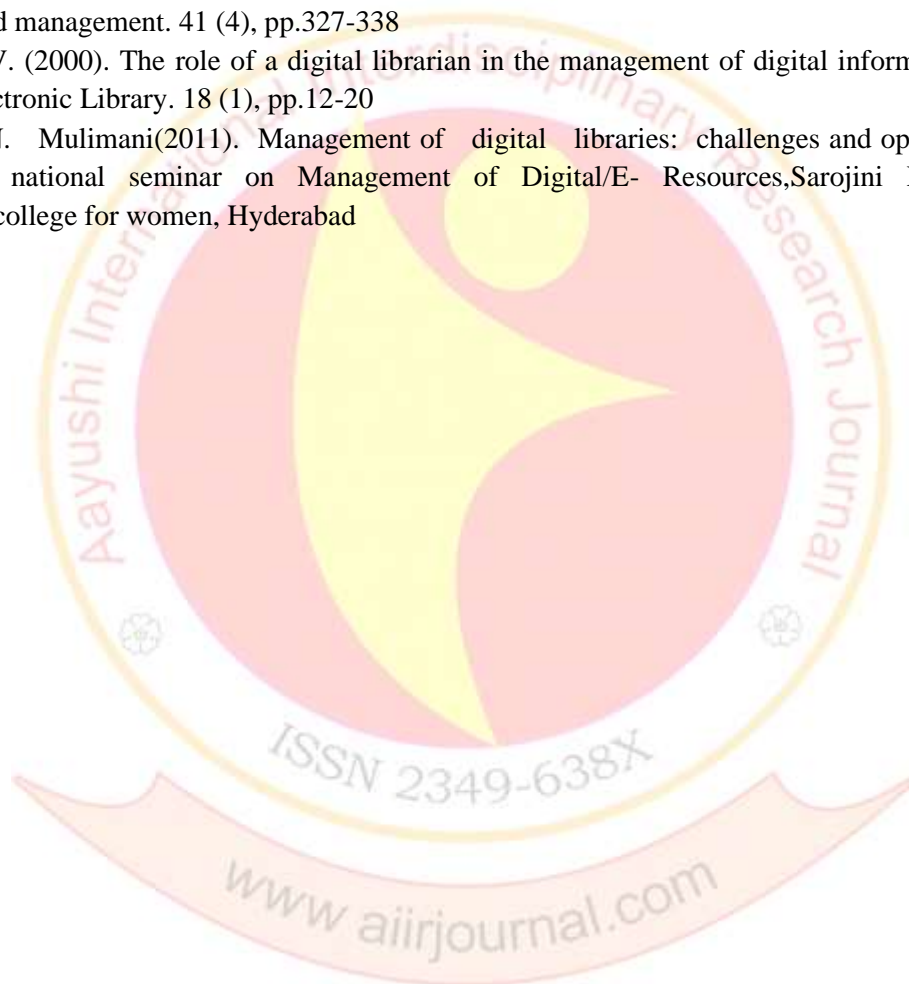 d management. 41 (4), pp.327-338
V. (2000). The role of a digital librarian in the management of digital inform
ctronic Library. 18 (1), pp.12-20
N. Mulimani(2011). Management of digital libraries: challenges and op
national seminar on Management of Digital/E- Resources,Sarojini
college for women, Hyderabad
Aayushi International Interdisciplinary Research Journal
ISSN 2349-638X
www aiirjournal.com